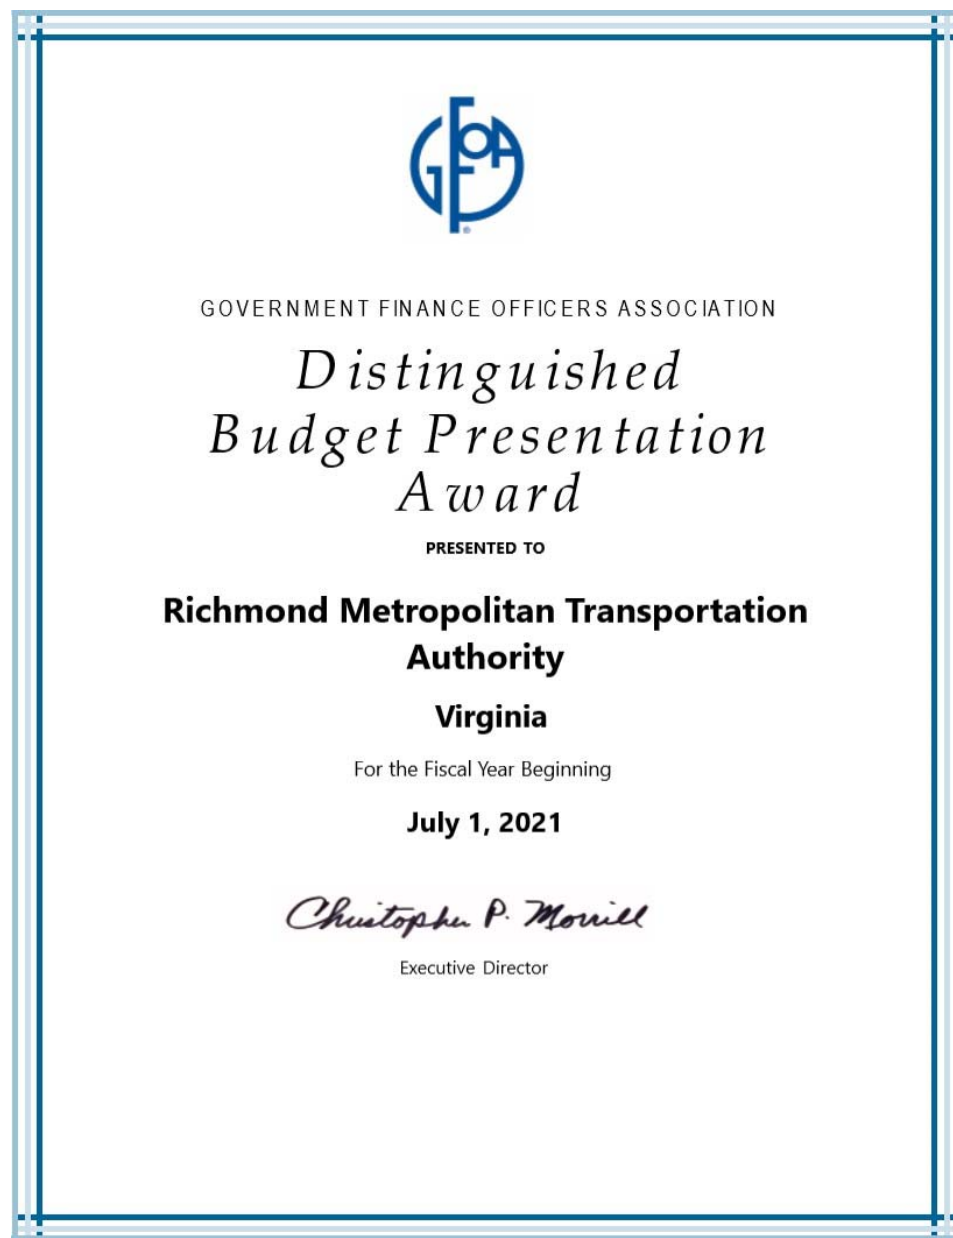 GFOA
®
GOVERNMENT FINANCE OFFICERS ASSOCIATION
Distinguished
Budget Presentation
Award
PRESENTED TO
Richmond Metropolitan Transportation
Authority
Virginia
For the Fiscal Year Beginning
July 1, 2021
Christopher P. Morrill
Executive Director